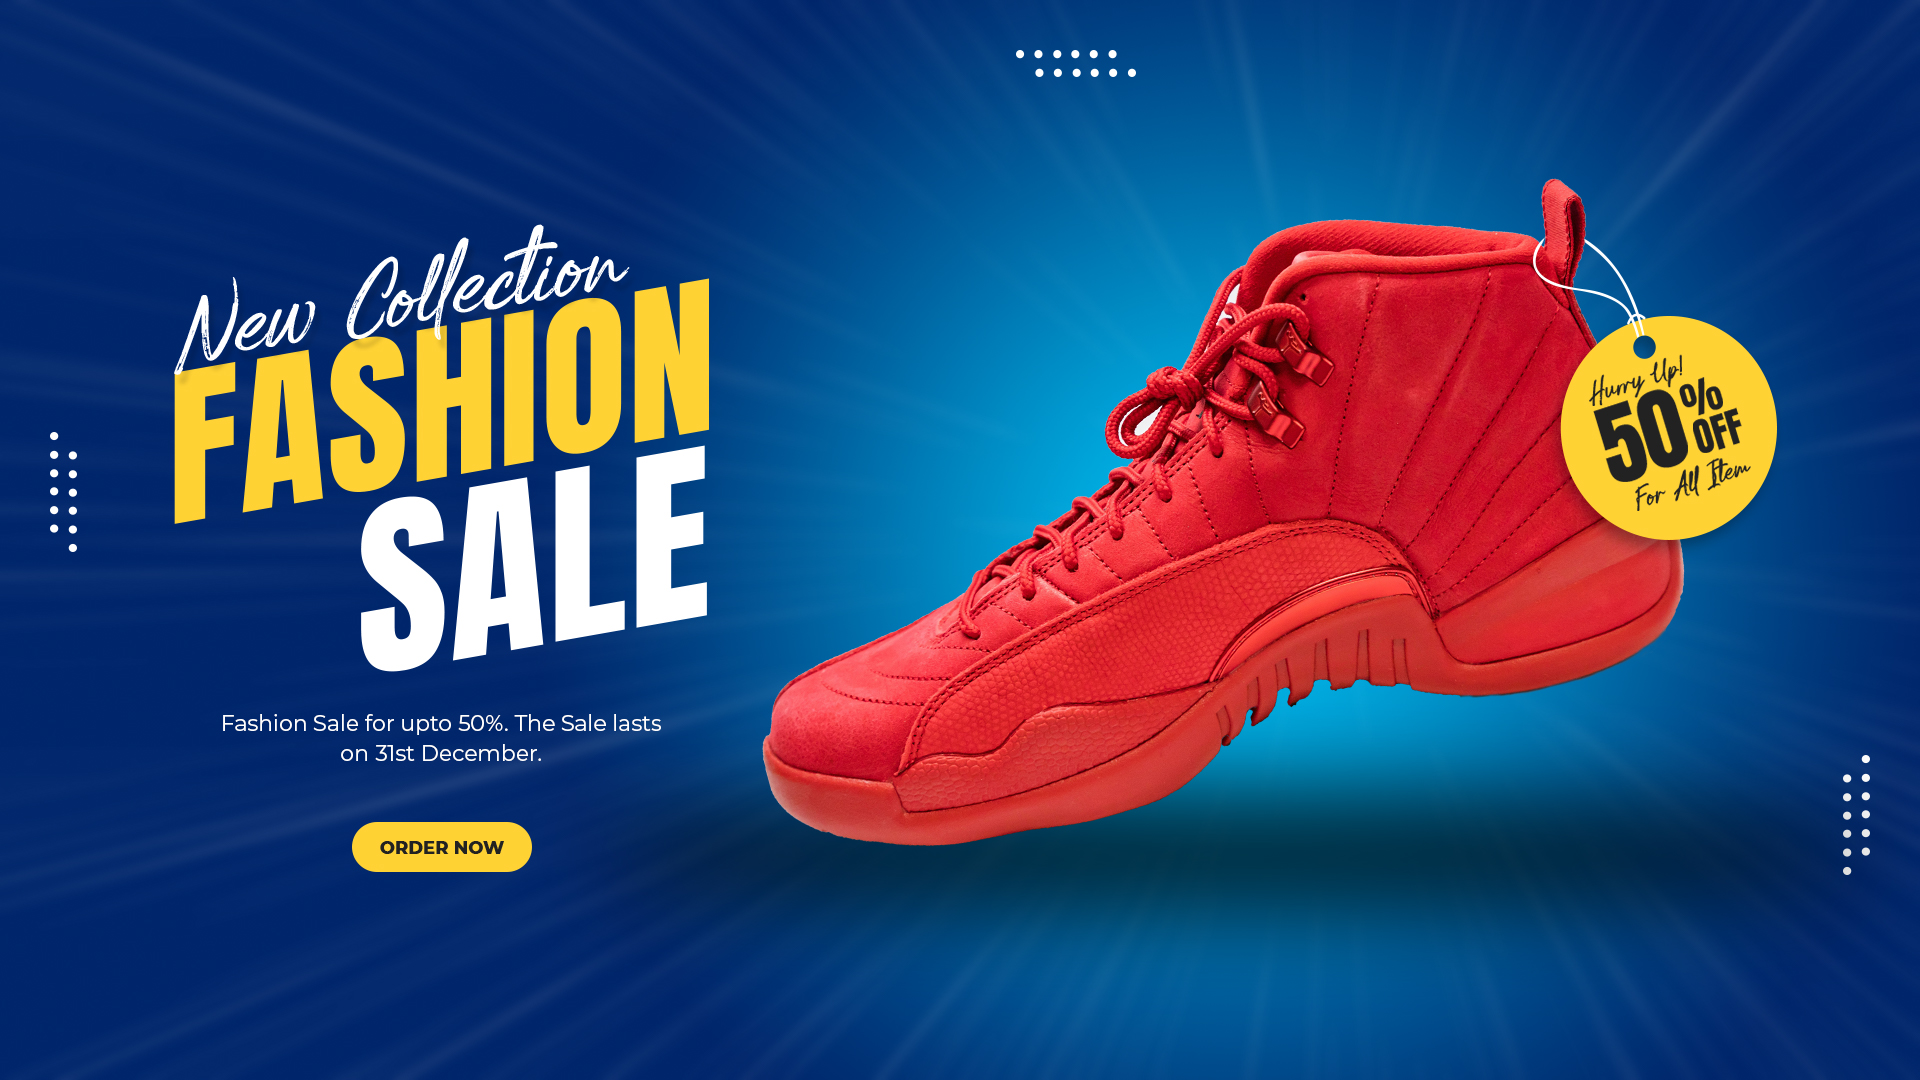 New Collection
FASHION
SALE
Fashion Sale for upto 50%. The Sale lasts
on 31st December.
ORDER NOW
Hurry Up!
50% OFF
For All Item